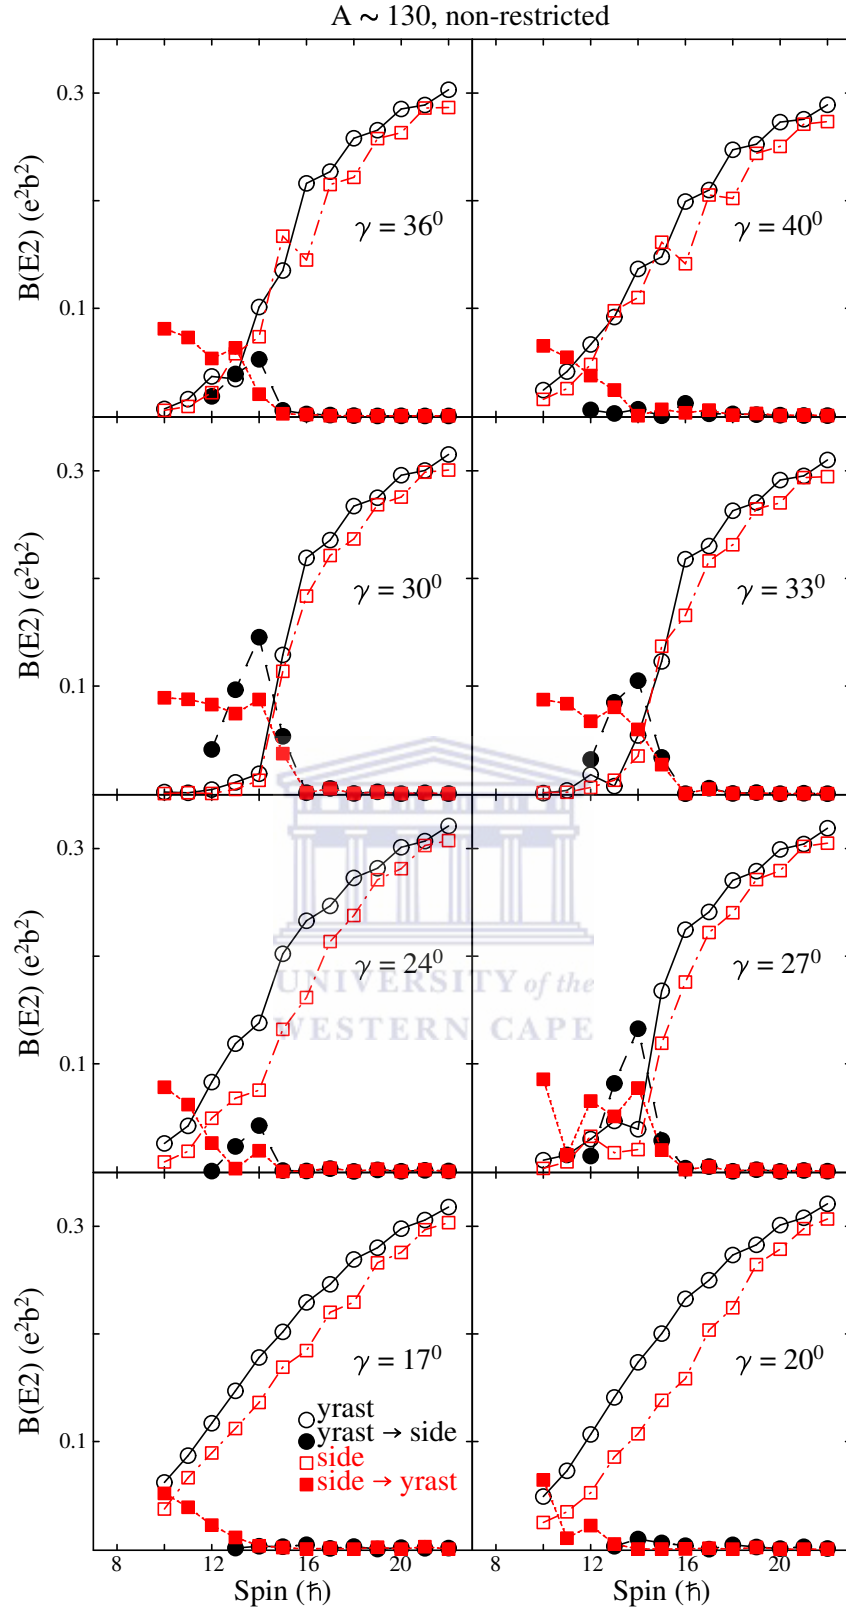 A ∼ 130, non-restricted
0.3
B(E2) (e²b²)
γ = 36⁰
γ = 40⁰
0.1
0.3
B(E2) (e²b²)
γ = 30⁰
γ = 33⁰
0.1
0.3
B(E2) (e²b²)
γ = 24⁰
γ = 27⁰
UNIVERSITY of the
WESTERN CAPE
0.1
0.3
B(E2) (e²b²)
γ = 17⁰
γ = 20⁰
yrast
yrast → side
side
side → yrast
0.1
8 12 16 20 8 12 16 20
Spin (ħ) Spin (ħ)